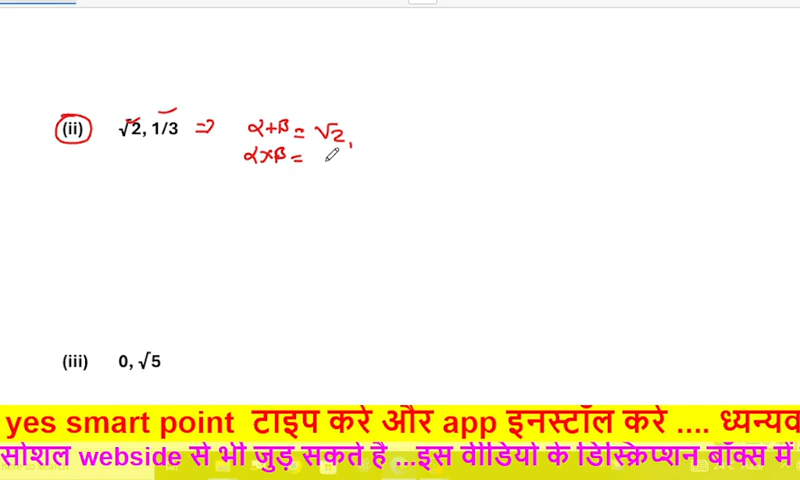 (ii) √2, 1/3 ⇒ α+β = √2,
α×β =
(iii) 0, √5
yes smart point टाइप करे और app इनस्टॉल करे .... ध्यन्यव
सोशल webside से भी जुड़ सकते है ...इस वीडियो के डिस्क्रिप्शन बॉक्स में